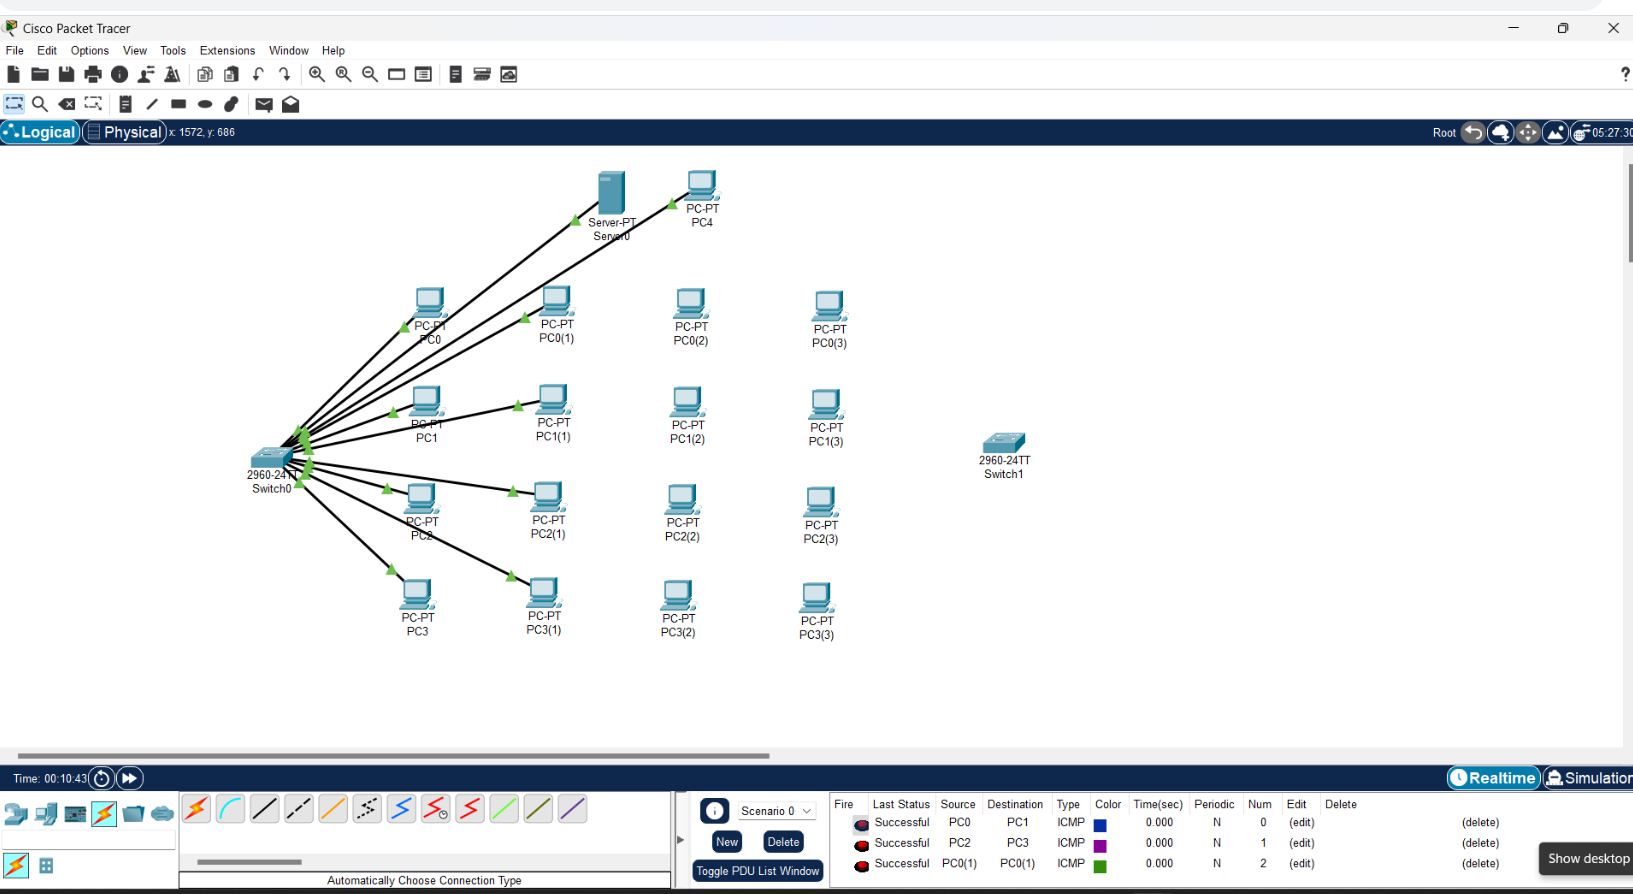 Cisco Packet Tracer
File Edit Options View Tools Extensions Window Help
?
Logical Physical x: 1572, y: 686 Root 05:27:30
Server-PT
Server0
PC-PT
PC4
PC-PT
PC0
PC-PT
PC0(1)
PC-PT
PC0(2)
PC-PT
PC0(3)
PC-PT
PC1
PC-PT
PC1(1)
PC-PT
PC1(2)
PC-PT
PC1(3)
2960-24TT
Switch0
2960-24TT
Switch1
PC-PT
PC2
PC-PT
PC2(1)
PC-PT
PC2(2)
PC-PT
PC2(3)
PC-PT
PC3
PC-PT
PC3(1)
PC-PT
PC3(2)
PC-PT
PC3(3)
Time: 00:10:43 Realtime Simulation
Scenario 0
New Delete
Toggle PDU List Window
Automatically Choose Connection Type
Fire Last Status Source Destination Type Color Time(sec) Periodic Num Edit Delete
Successful PC0 PC1 ICMP 0.000 N 0 (edit) (delete)
Successful PC2 PC3 ICMP 0.000 N 1 (edit) (delete)
Successful PC0(1) PC0(1) ICMP 0.000 N 2 (edit) (delete)
Show desktop